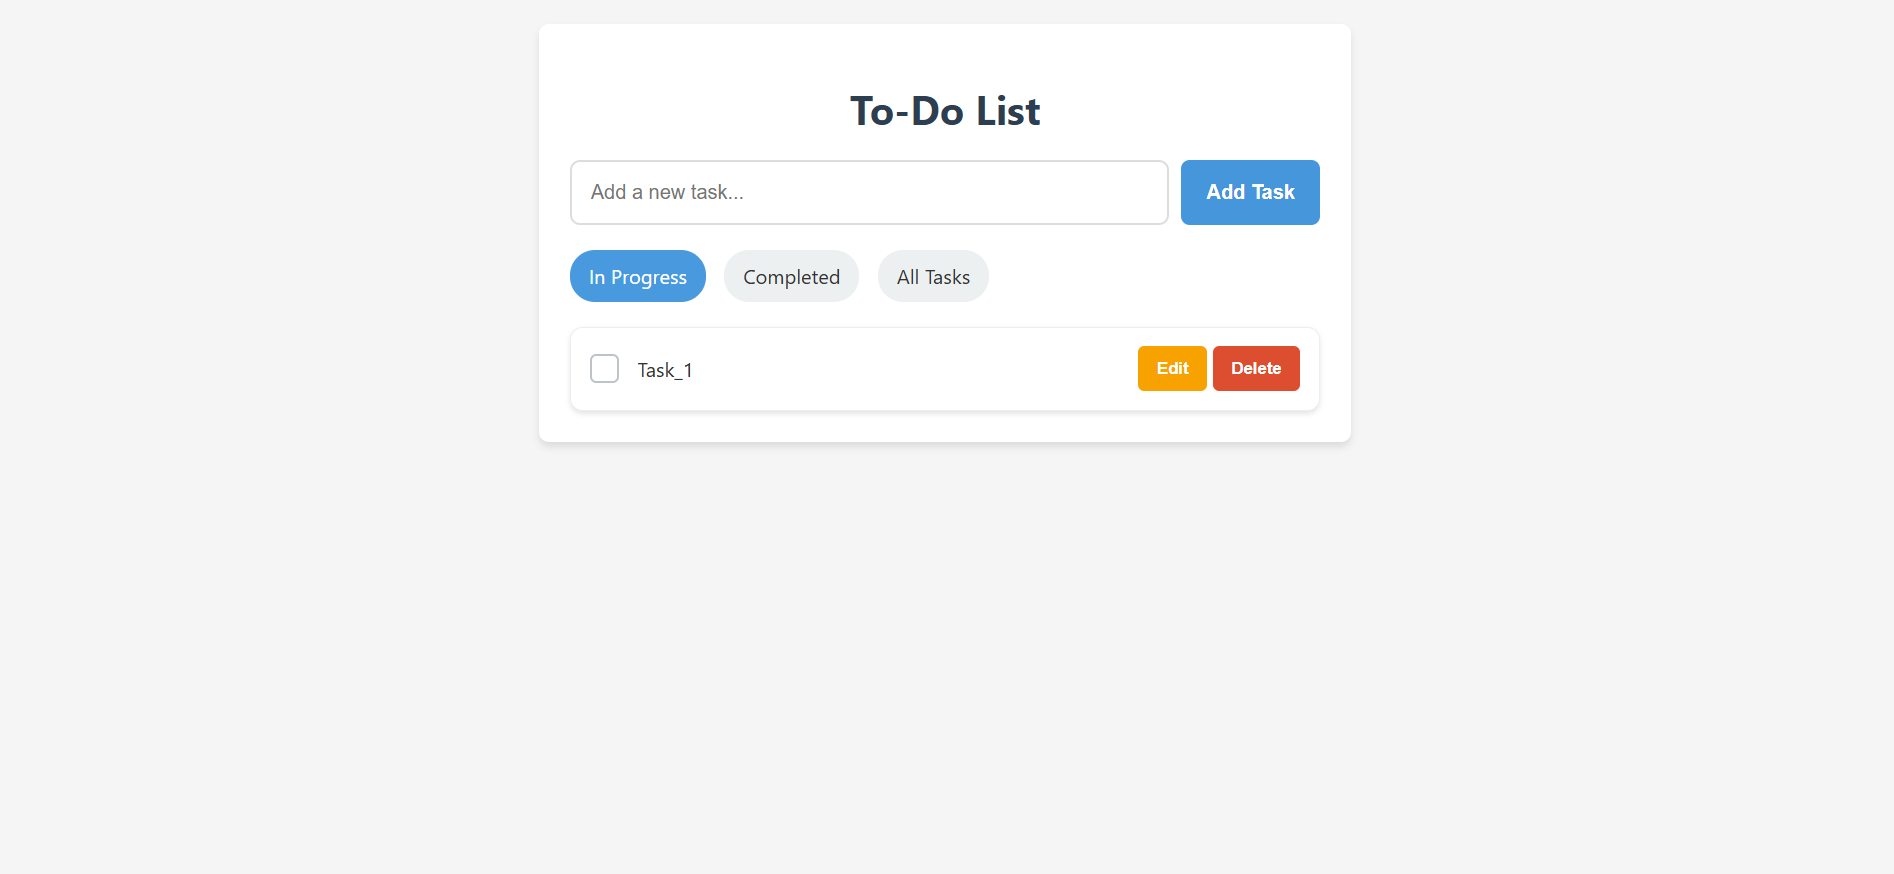 To-Do List
Add a new task... Add Task
In Progress Completed All Tasks
Task_1 Edit Delete